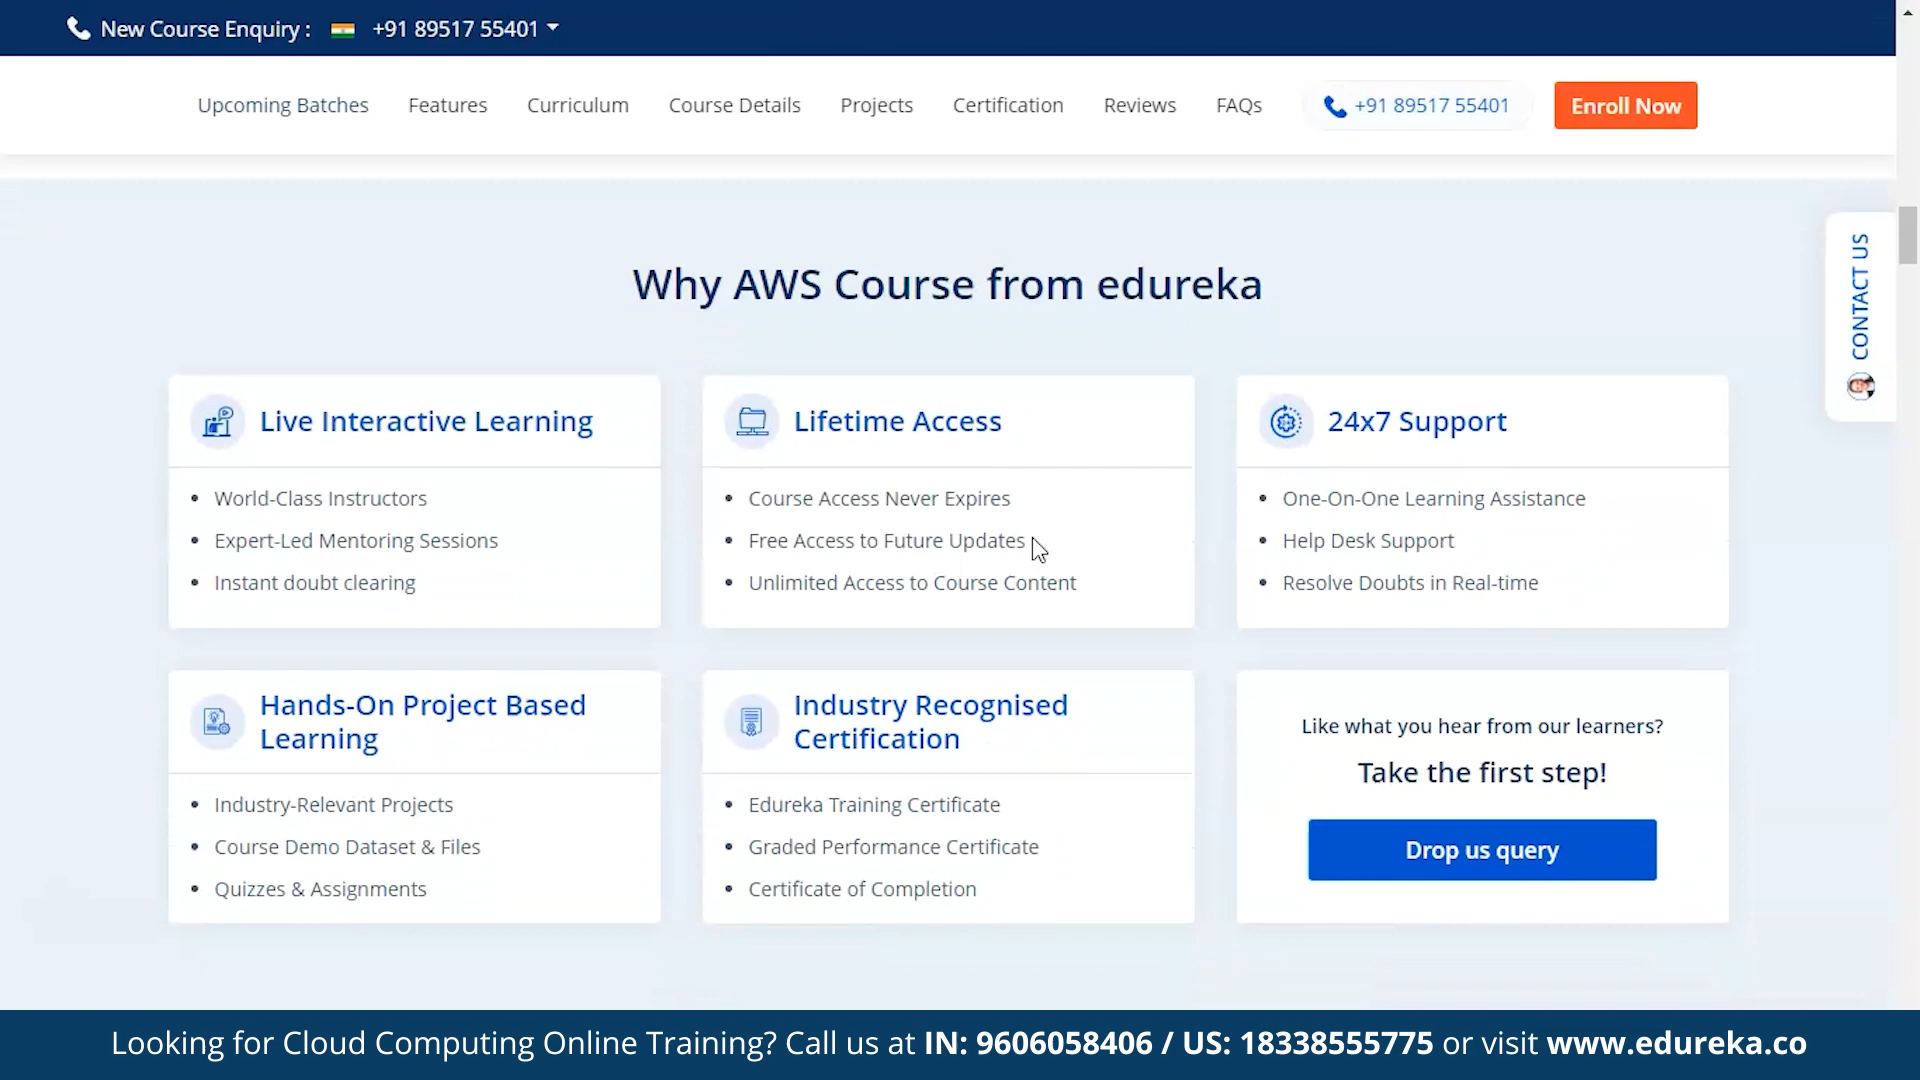 New Course Enquiry : +91 89517 55401
Upcoming Batches Features Curriculum Course Details Projects Certification Reviews FAQs +91 89517 55401 Enroll Now
CONTACT US
Why AWS Course from edureka
Live Interactive Learning
World-Class Instructors
Expert-Led Mentoring Sessions
Instant doubt clearing
Lifetime Access
Course Access Never Expires
Free Access to Future Updates
Unlimited Access to Course Content
24x7 Support
One-On-One Learning Assistance
Help Desk Support
Resolve Doubts in Real-time
Hands-On Project Based
Learning
Industry-Relevant Projects
Course Demo Dataset & Files
Quizzes & Assignments
Industry Recognised
Certification
Edureka Training Certificate
Graded Performance Certificate
Certificate of Completion
Like what you hear from our learners?
Take the first step!
Drop us query
Looking for Cloud Computing Online Training? Call us at IN: 9606058406 / US: 18338555775 or visit www.edureka.co